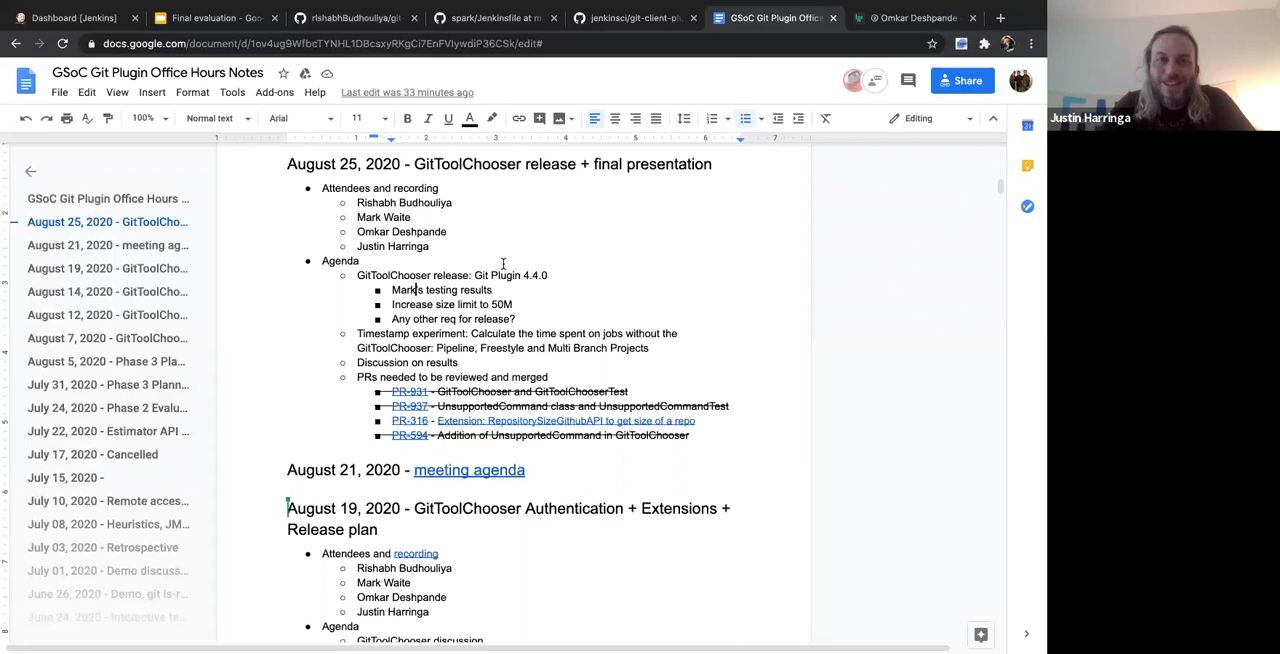 Dashboard [Jenkins]
Final evaluation - Goo
rishabhBudhouliya/git-
spark/Jenkinsfile at m
jenkinsci/git-client-plu
GSoC Git Plugin Office Ho
Omkar Deshpande -
docs.google.com/document/d/1ov4ug9WfbcTYNHL1DBcsxyRKgCi7EnFVIywdiP36CSk/edit#
GSoC Git Plugin Office Hours Notes
File Edit View Insert Format Tools Add-ons Help Last edit was 33 minutes ago
Share
100% Normal text Arial 11 B I U A Editing
Justin Harringa
GSoC Git Plugin Office Hours ...
August 25, 2020 - GitToolCho...
August 21, 2020 - meeting ag...
August 19, 2020 - GitToolCho...
August 14, 2020 - GitToolCho...
August 12, 2020 - GitToolCho...
August 7, 2020 - GitToolChoo...
August 5, 2020 - Phase 3 Pla...
July 31, 2020 - Phase 3 Plann...
July 24, 2020 - Phase 2 Evalu...
July 22, 2020 - Estimator API ...
July 17, 2020 - Cancelled
July 15, 2020 -
July 10, 2020 - Remote acces...
July 08, 2020 - Heuristics, JM...
July 03, 2020 - Retrospective
July 01, 2020 - Demo discuss...
June 26, 2020 - Demo, git ls-r...
June 24, 2020 - Interactive te...
August 25, 2020 - GitToolChooser release + final presentation
Attendees and recording
Rishabh Budhouliya
Mark Waite
Omkar Deshpande
Justin Harringa
Agenda
GitToolChooser release: Git Plugin 4.4.0
Mark's testing results
Increase size limit to 50M
Any other req for release?
Timestamp experiment: Calculate the time spent on jobs without the
GitToolChooser: Pipeline, Freestyle and Multi Branch Projects
Discussion on results
PRs needed to be reviewed and merged
PR-931 - GitToolChooser and GitToolChooserTest
PR-937 - UnsupportedCommand class and UnsupportedCommandTest
PR-316 - Extension: RepositorySizeGithubAPI to get size of a repo
PR-594 - Addition of UnsupportedCommand in GitToolChooser
August 21, 2020 - meeting agenda
August 19, 2020 - GitToolChooser Authentication + Extensions +
Release plan
Attendees and recording
Rishabh Budhouliya
Mark Waite
Omkar Deshpande
Justin Harringa
Agenda
GitToolChooser discussion